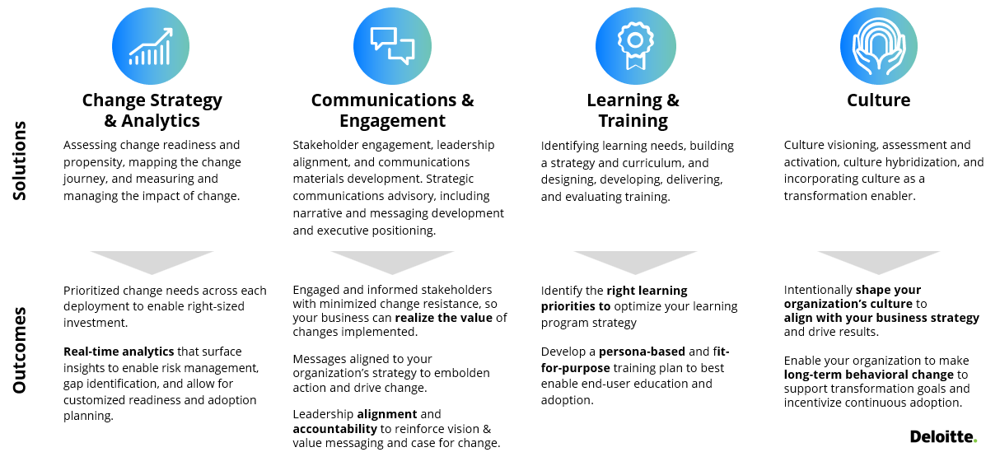 Change Strategy
& Analytics
Communications &
Engagement
Learning &
Training
Culture
Solutions
Assessing change readiness and
propensity, mapping the change
journey, and measuring and
managing the impact of change.
Stakeholder engagement, leadership
alignment, and communications
materials development. Strategic
communications advisory, including
narrative and messaging development
and executive positioning.
Identifying learning needs, building
a strategy and curriculum, and
designing, developing, delivering,
and evaluating training.
Culture visioning, assessment and
activation, culture hybridization, and
incorporating culture as a
transformation enabler.
Outcomes
Prioritized change needs across each
deployment to enable right-sized
investment.
Real-time analytics that surface
insights to enable risk management,
gap identification, and allow for
customized readiness and adoption
planning.
Engaged and informed stakeholders
with minimized change resistance, so
your business can realize the value of
changes implemented.
Messages aligned to your
organization's strategy to embolden
action and drive change.
Leadership alignment and
accountability to reinforce vision &
value messaging and case for change.
Identify the right learning
priorities to optimize your learning
program strategy
Develop a persona-based and fit-
for-purpose training plan to best
enable end-user education and
adoption.
Intentionally shape your
organization's culture to
align with your business strategy
and drive results.
Enable your organization to make
long-term behavioral change to
support transformation goals and
incentivize continuous adoption.
Deloitte.